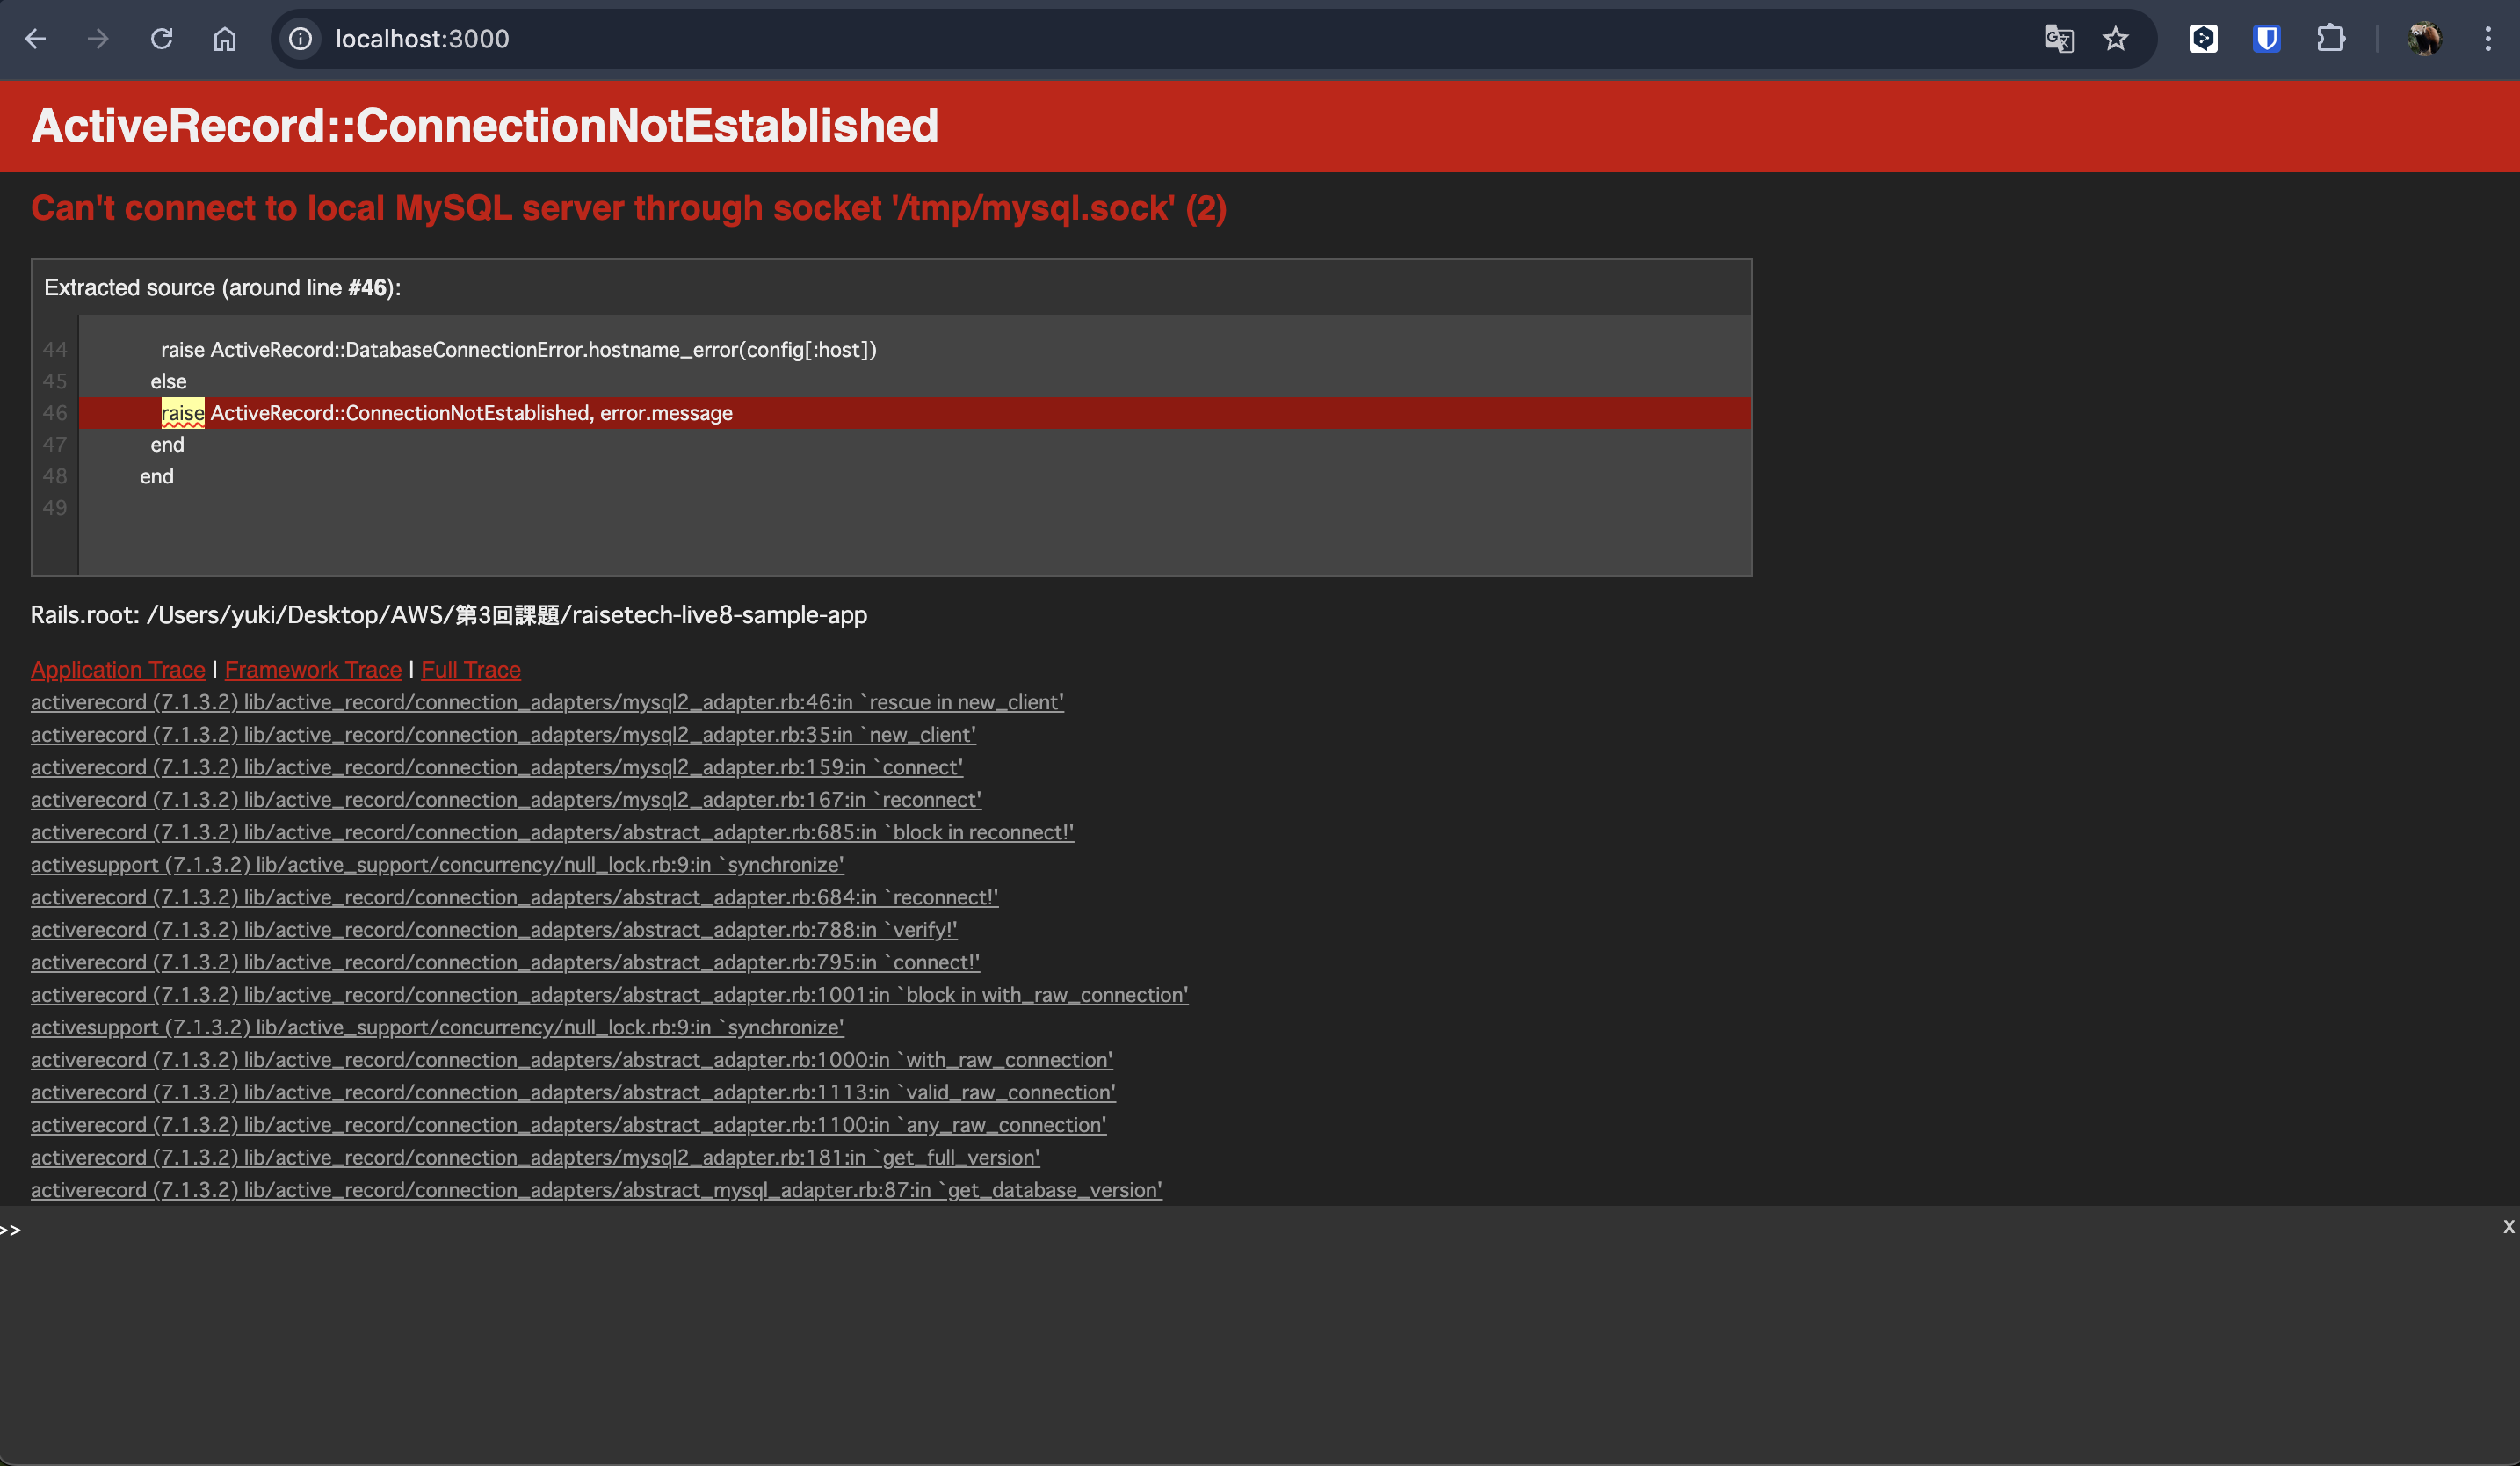 localhost:3000
ActiveRecord::ConnectionNotEstablished
Can't connect to local MySQL server through socket '/tmp/mysql.sock' (2)
Extracted source (around line #46):
44 raise ActiveRecord::DatabaseConnectionError.hostname_error(config[:host])
45 else
46 raise ActiveRecord::ConnectionNotEstablished, error.message
47 end
48 end
49
Rails.root: /Users/yuki/Desktop/AWS/第3回課題/raisetech-live8-sample-app
Application Trace | Framework Trace | Full Trace
activerecord (7.1.3.2) lib/active_record/connection_adapters/mysql2_adapter.rb:46:in `rescue in new_client'
activerecord (7.1.3.2) lib/active_record/connection_adapters/mysql2_adapter.rb:35:in `new_client'
activerecord (7.1.3.2) lib/active_record/connection_adapters/mysql2_adapter.rb:159:in `connect'
activerecord (7.1.3.2) lib/active_record/connection_adapters/mysql2_adapter.rb:167:in `reconnect'
activerecord (7.1.3.2) lib/active_record/connection_adapters/abstract_adapter.rb:685:in `block in reconnect!'
activesupport (7.1.3.2) lib/active_support/concurrency/null_lock.rb:9:in `synchronize'
activerecord (7.1.3.2) lib/active_record/connection_adapters/abstract_adapter.rb:684:in `reconnect!'
activerecord (7.1.3.2) lib/active_record/connection_adapters/abstract_adapter.rb:788:in `verify!'
activerecord (7.1.3.2) lib/active_record/connection_adapters/abstract_adapter.rb:795:in `connect!'
activerecord (7.1.3.2) lib/active_record/connection_adapters/abstract_adapter.rb:1001:in `block in with_raw_connection'
activesupport (7.1.3.2) lib/active_support/concurrency/null_lock.rb:9:in `synchronize'
activerecord (7.1.3.2) lib/active_record/connection_adapters/abstract_adapter.rb:1000:in `with_raw_connection'
activerecord (7.1.3.2) lib/active_record/connection_adapters/abstract_adapter.rb:1113:in `valid_raw_connection'
activerecord (7.1.3.2) lib/active_record/connection_adapters/abstract_adapter.rb:1100:in `any_raw_connection'
activerecord (7.1.3.2) lib/active_record/connection_adapters/mysql2_adapter.rb:181:in `get_full_version'
activerecord (7.1.3.2) lib/active_record/connection_adapters/abstract_mysql_adapter.rb:87:in `get_database_version'
>> x